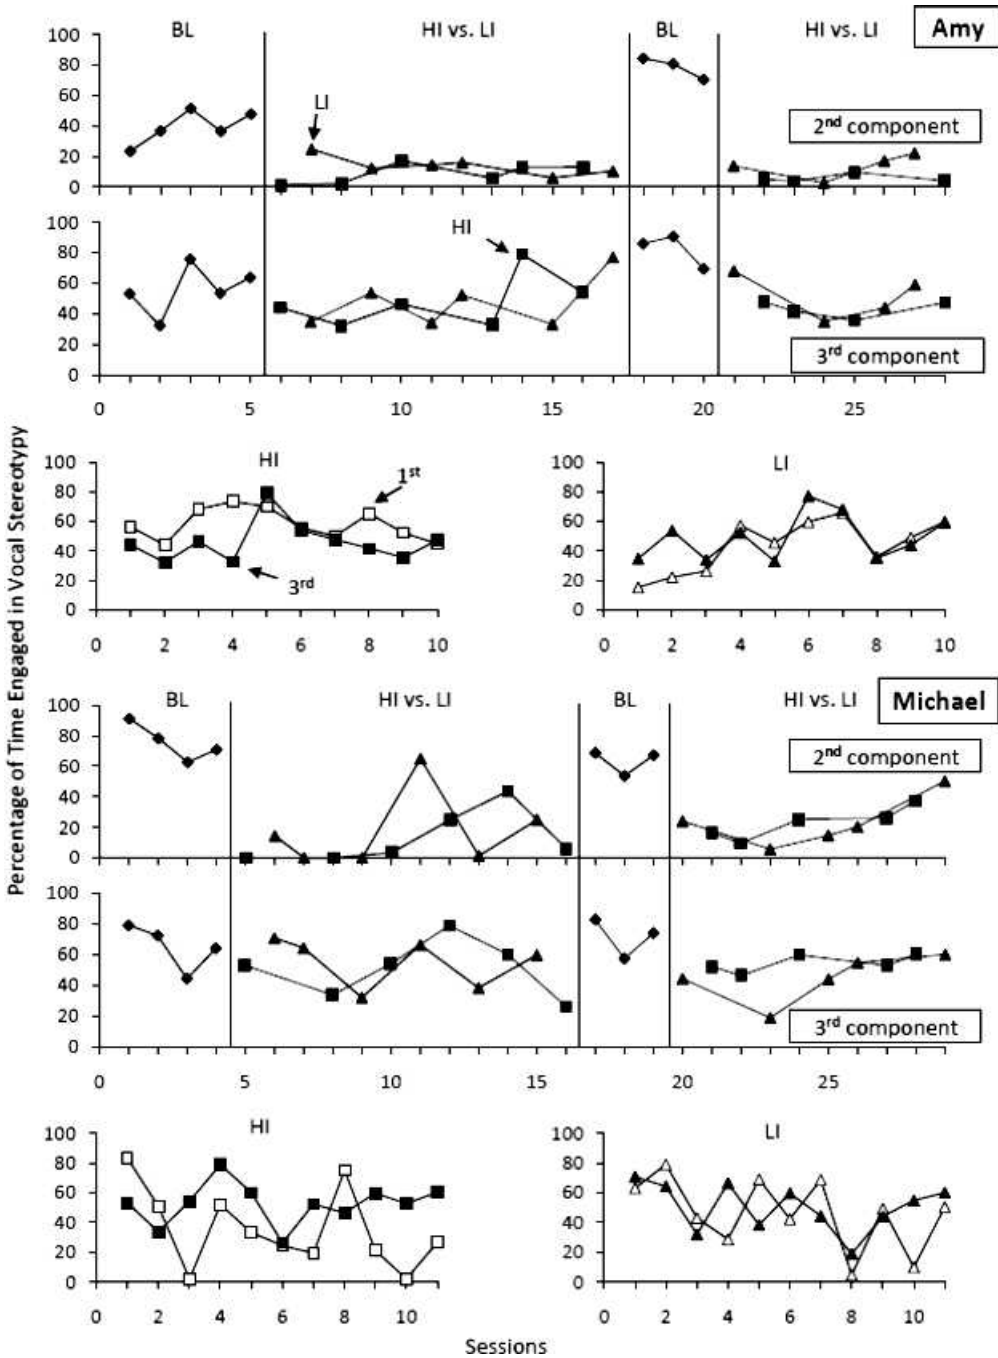 BL HI vs. LI BL HI vs. LI Amy
100
80
60
40
20
0
LI
2nd component
100
80
60
40
20
0
HI
3rd component
0 5 10 15 20 25
HI LI
100
80
60
40
20
0
1st
3rd
0 2 4 6 8 10
100
80
60
40
20
0
0 2 4 6 8 10
Percentage of Time Engaged in Vocal Stereotypy
BL HI vs. LI BL HI vs. LI Michael
100
80
60
40
20
0
2nd component
100
80
60
40
20
0
3rd component
0 5 10 15 20 25
HI LI
100
80
60
40
20
0
0 2 4 6 8 10
100
80
60
40
20
0
0 2 4 6 8 10
Sessions